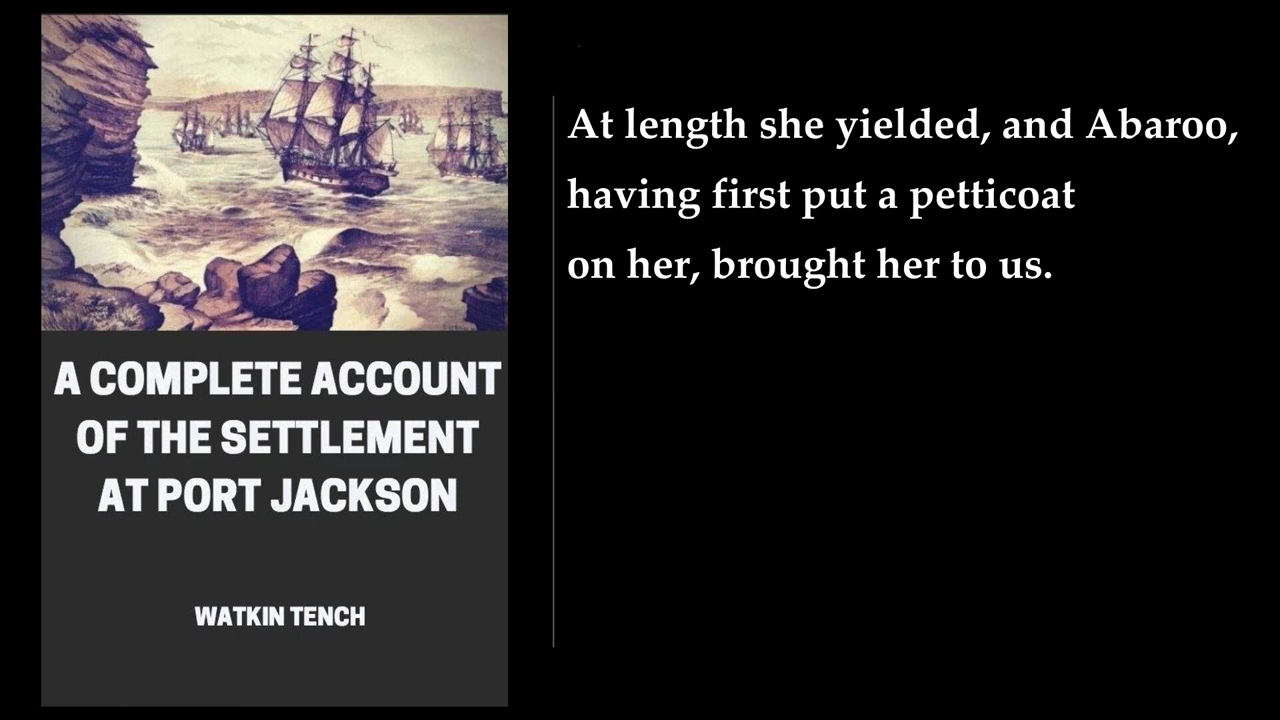 A COMPLETE ACCOUNT
OF THE SETTLEMENT
AT PORT JACKSON
WATKIN TENCH
At length she yielded, and Abaroo,
having first put a petticoat
on her, brought her to us.